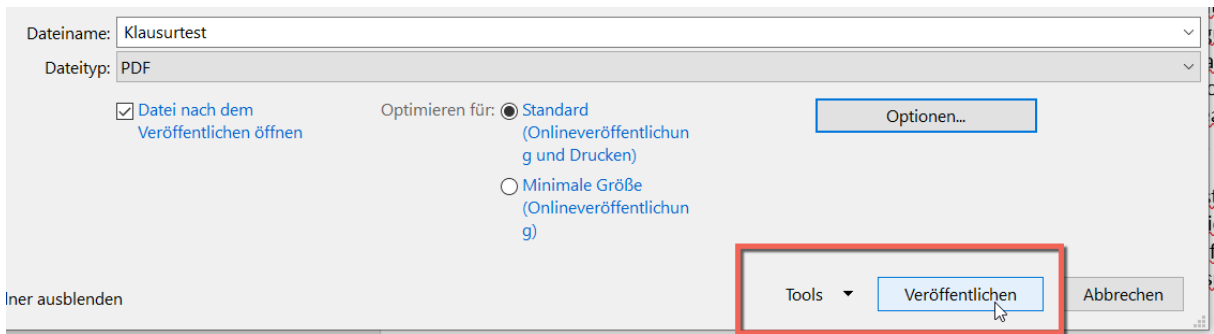 Dateiname: Klausurtest
Dateityp: PDF
Datei nach dem
Veröffentlichen öffnen
Optimieren für: Standard
(Onlineveröffentlichun
g und Drucken)
Minimale Größe
(Onlineveröffentlichun
g)
Optionen...
Iner ausblenden
Tools Veröffentlichen Abbrechen